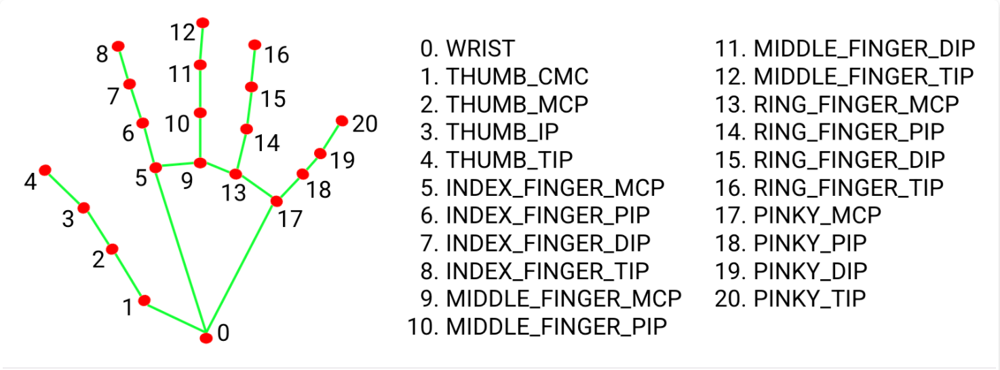 12
8
16
11
7
15
10
6
20
14
19
5
9
4
13
18
3
17
2
1
0
0. WRIST
1. THUMB_CMC
2. THUMB_MCP
3. THUMB_IP
4. THUMB_TIP
5. INDEX_FINGER_MCP
6. INDEX_FINGER_PIP
7. INDEX_FINGER_DIP
8. INDEX_FINGER_TIP
9. MIDDLE_FINGER_MCP
10. MIDDLE_FINGER_PIP
11. MIDDLE_FINGER_DIP
12. MIDDLE_FINGER_TIP
13. RING_FINGER_MCP
14. RING_FINGER_PIP
15. RING_FINGER_DIP
16. RING_FINGER_TIP
17. PINKY_MCP
18. PINKY_PIP
19. PINKY_DIP
20. PINKY_TIP